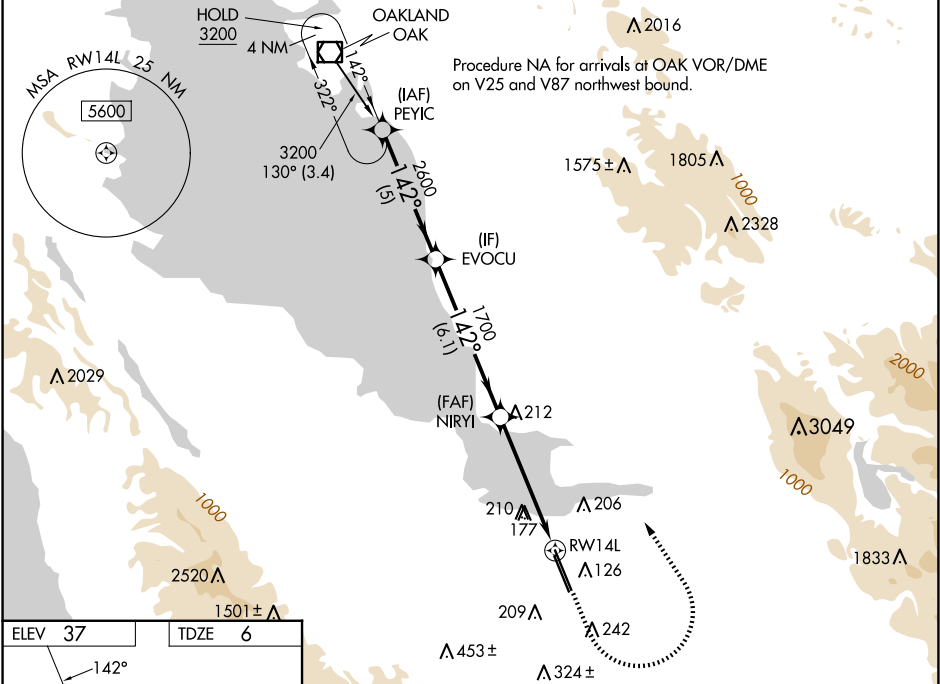 HOLD
3200
4 NM
OAKLAND
OAK
2016
MSA RW14L 25 NM
5600
Procedure NA for arrivals at OAK VOR/DME
on V25 and V87 northwest bound.
142°
322°
(IAF)
PEYIC
3200
130° (3.4)
2600
142°
(5)
1575 ±
1805
1000
2328
(IF)
EVOCU
1700
142°
(6.1)
2029
2000
(FAF)
NIRYI
212
3049
1000
1000
210
177
206
RW14L
126
1833
2520
1501 ±
209
242
ELEV 37
TDZE 6
453 ±
142°
324 ±